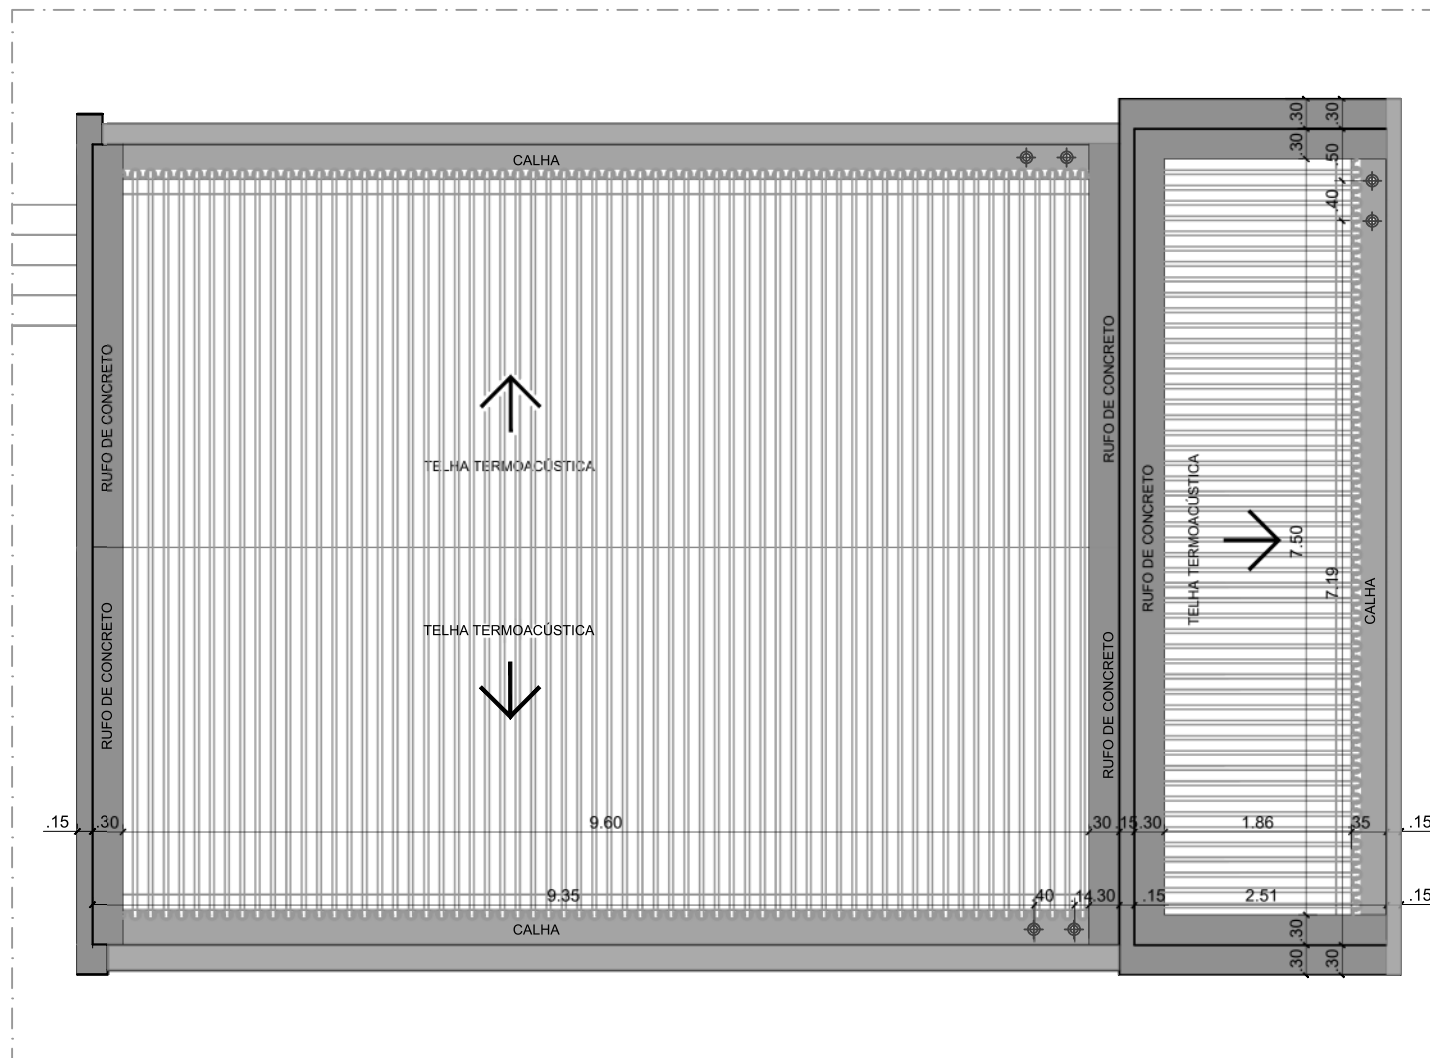 .30
.30
CALHA
.30
.50
.40
RUFO DE CONCRETO
RUFO DE CONCRETO
TELHA TERMOACÚSTICA
RUFO DE CONCRETO
TELHA TERMOACÚSTICA
7.50
7.19
CALHA
TELHA TERMOACÚSTICA
RUFO DE CONCRETO
RUFO DE CONCRETO
.15
.30
9.60
.30
.15
.30
1.86
35
.15
9.35
40
.14
.30
.15
2.51
.15
CALHA
.30
.30
.30